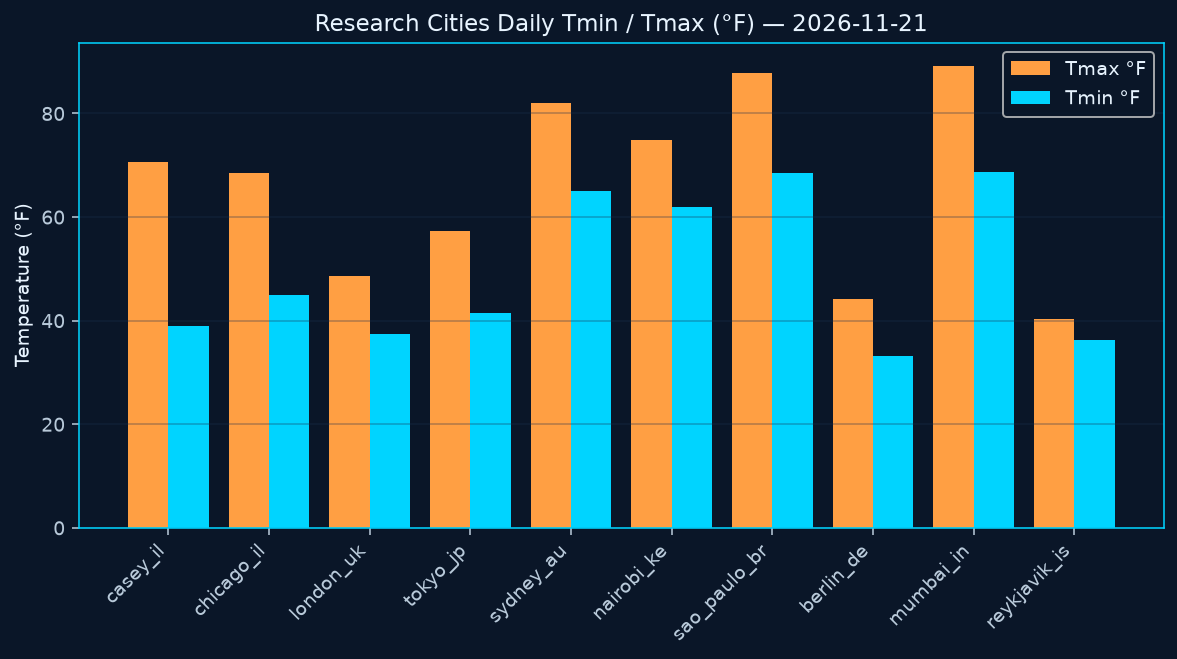 Research Cities Daily Tmin / Tmax (°F) — 2026-11-21
Tmax °F
Tmin °F
Temperature (°F)
80
60
40
20
0
casey_il
chicago_il
london_uk
tokyo_jp
sydney_au
nairobi_ke
sao_paulo_br
berlin_de
mumbai_in
reykjavik_is